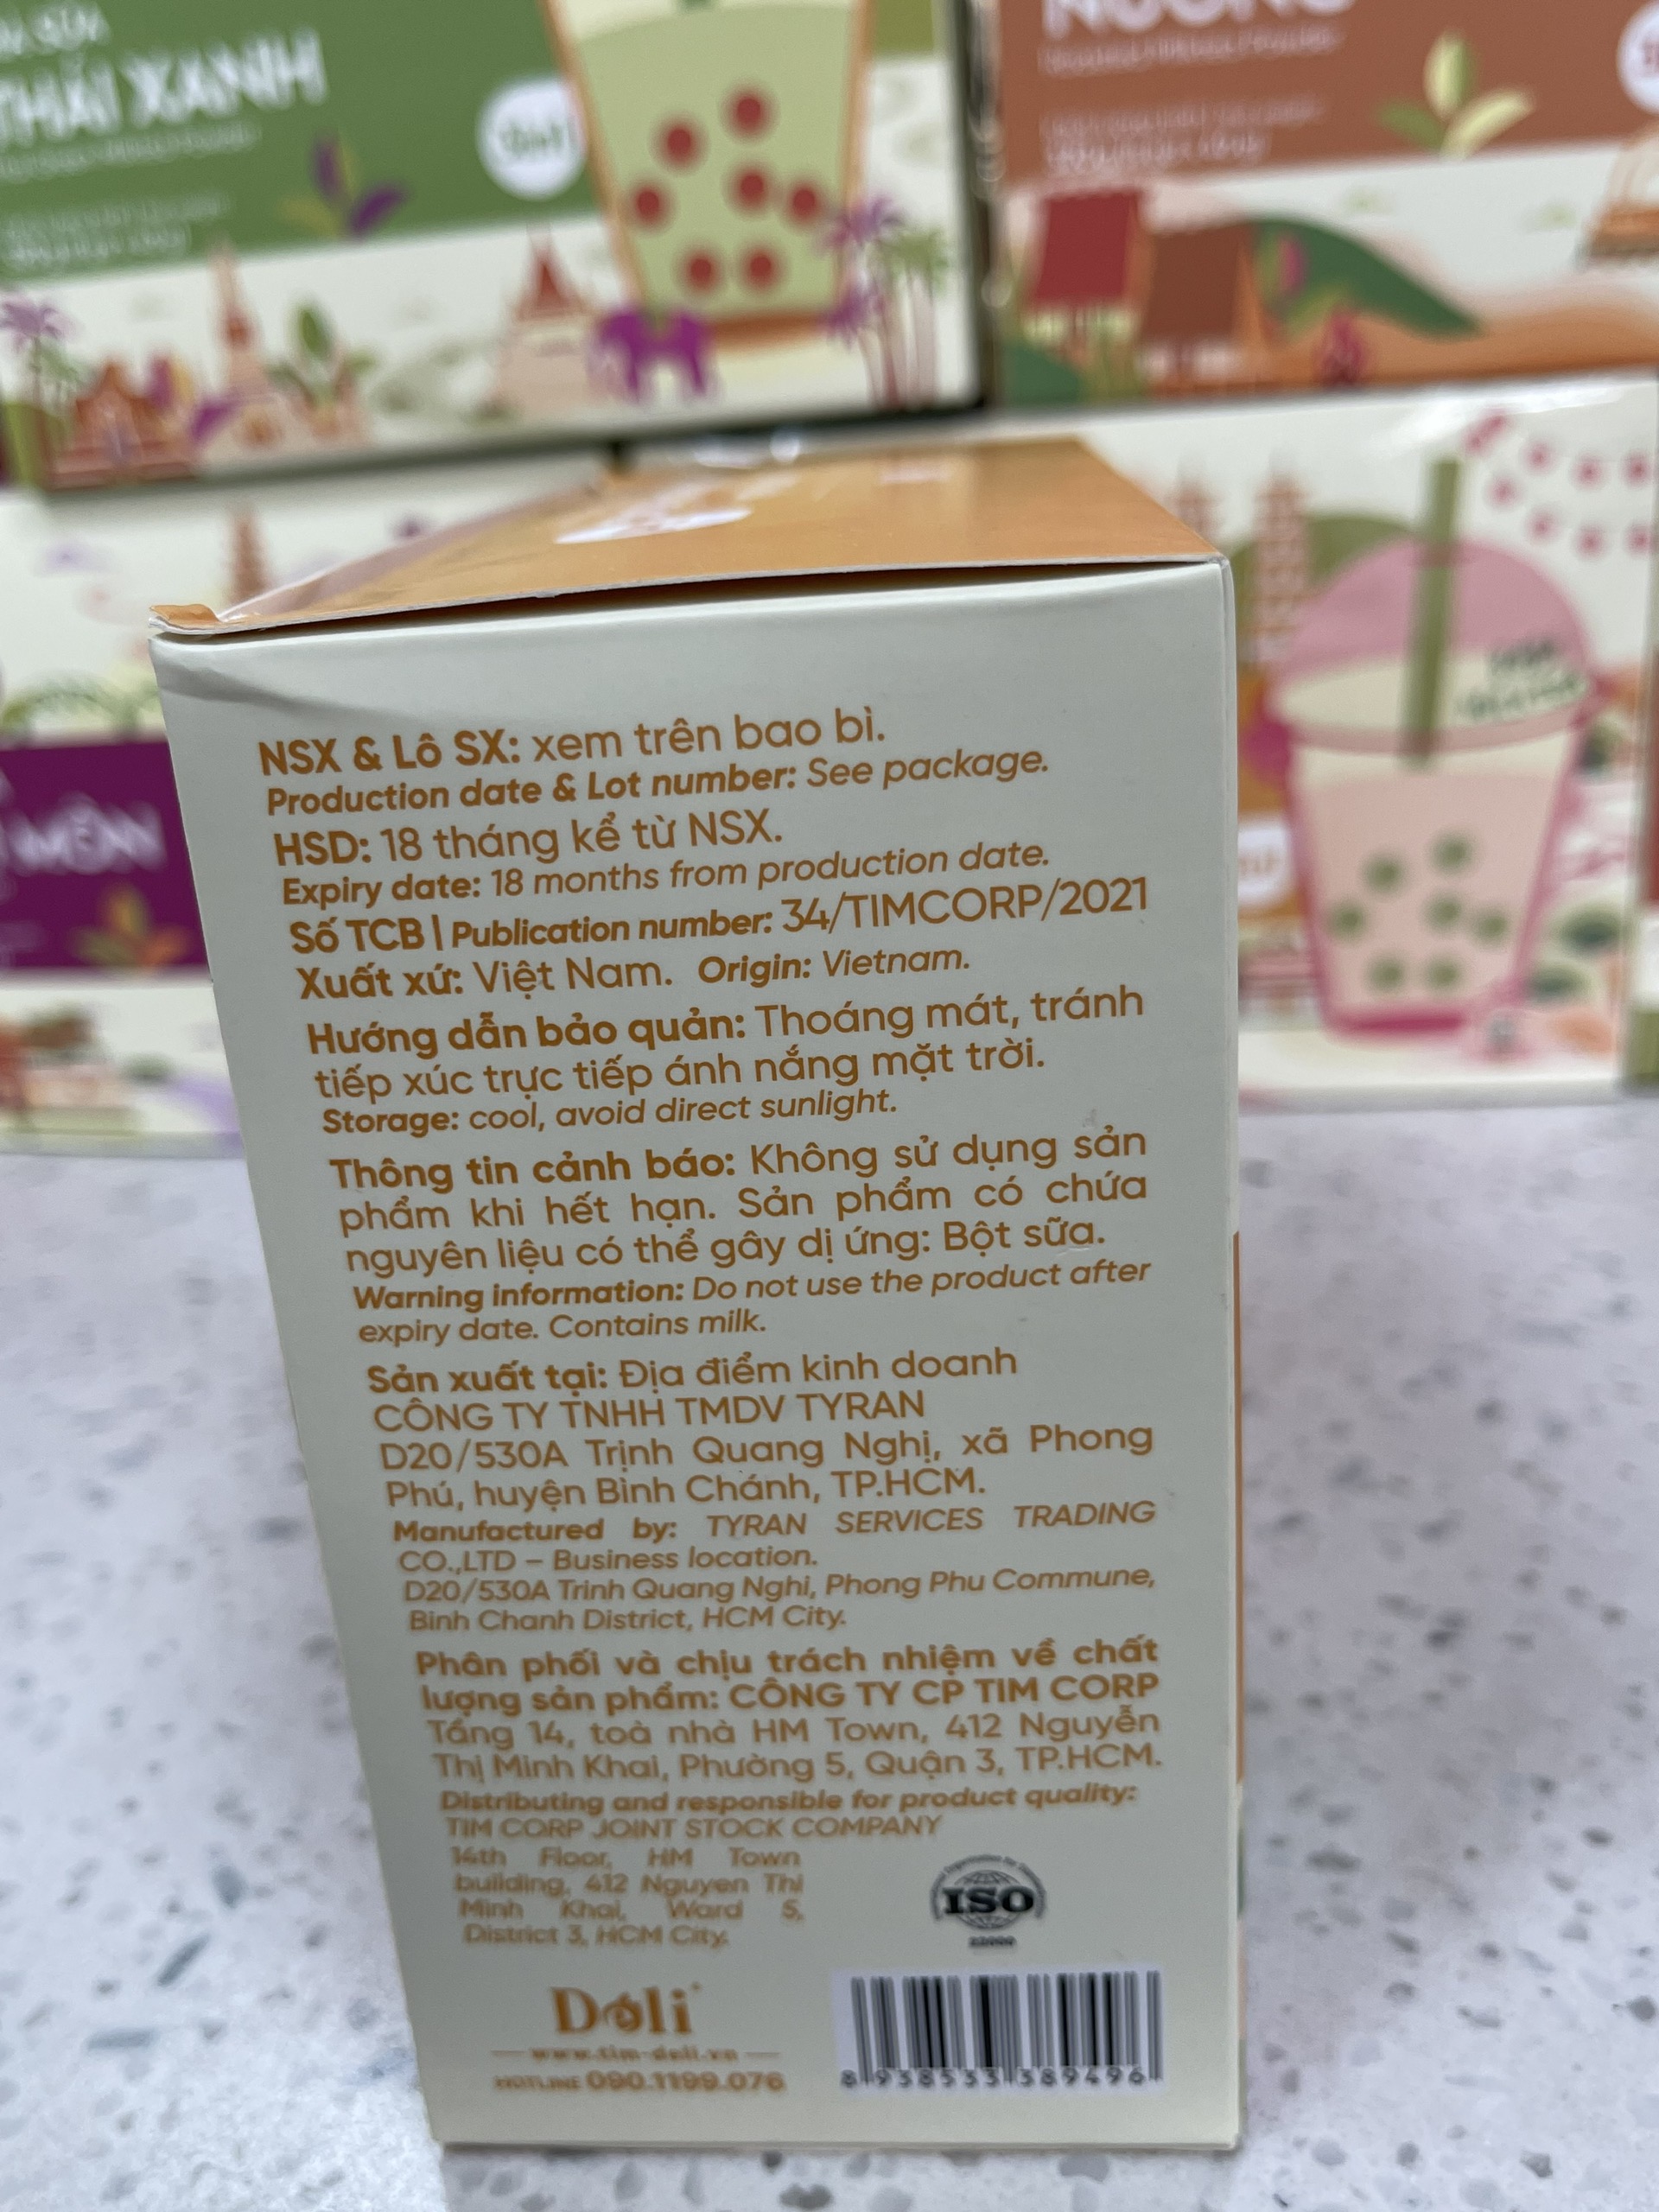 THÁI XANH
3in1
MÔN
NSX & Lô SX: xem trên bao bì.
Production date & Lot number: See package.
HSD: 18 tháng kể từ NSX.
Expiry date: 18 months from production date.
Số TCB | Publication number: 34/TIMCORP/2021
Xuất xứ: Việt Nam. Origin: Vietnam.
Hướng dẫn bảo quản: Thoáng mát, tránh
tiếp xúc trực tiếp ánh nắng mặt trời.
Storage: cool, avoid direct sunlight.
Thông tin cảnh báo: Không sử dụng sản
phẩm khi hết hạn. Sản phẩm có chứa
nguyên liệu có thể gây dị ứng: Bột sữa.
Warning information: Do not use the product after
expiry date. Contains milk.
Sản xuất tại: Địa điểm kinh doanh
CÔNG TY TNHH TMDV TYRAN
D20/530A Trịnh Quang Nghị, xã Phong
Phú, huyện Bình Chánh, TP.HCM.
Manufactured by: TYRAN SERVICES TRADING
CO.,LTD – Business location.
D20/530A Trinh Quang Nghi, Phong Phu Commune,
Binh Chanh District, HCM City.
Phân phối và chịu trách nhiệm về chất
lượng sản phẩm: CÔNG TY CP TIM CORP
Tầng 14, toà nhà HM Town, 412 Nguyễn
Thị Minh Khai, Phường 5, Quận 3, TP.HCM.
Distributing and responsible for product quality:
TIM CORP JOINT STOCK COMPANY
14th Floor, HM Town
building, 412 Nguyen Thi
Minh Khai, Ward 5,
District 3, HCM City.
ISO
22000
Deli
www.tim-deli.vn
HOTLINE 090.1199.076
8 938533 389496